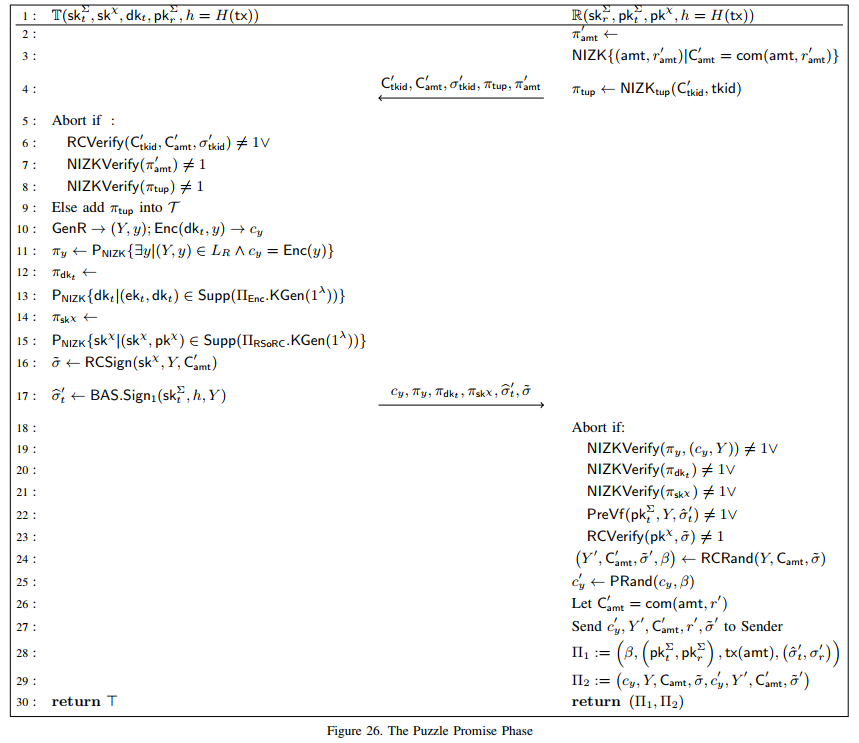 1 : 𝕋(sk_t^Σ, sk^χ, dk_t, pk_r^Σ, h = H(tx)) ℝ(sk_r^Σ, pk_t^Σ, pk^χ, h = H(tx))
2 : π'_amt ←
3 : NIZK{(amt, r'_amt)|C'_amt = com(amt, r'_amt)}
4 : C'_tkid, C'_amt, σ'_tkid, π_tup, π'_amt π_tup ← NIZK_tup(C'_tkid, tkid)
5 : Abort if :
6 : RCVerify(C'_tkid, C'_amt, σ'_tkid) ≠ 1∨
7 : NIZKVerify(π'_amt) ≠ 1
8 : NIZKVerify(π_tup) ≠ 1
9 : Else add π_tup into 𝒯
10 : GenR → (Y, y); Enc(dk_t, y) → c_y
11 : π_y ← P_NIZK{∃y|(Y, y) ∈ L_R ∧ c_y = Enc(y)}
12 : π_dk_t ←
13 : P_NIZK{dk_t|(ek_t, dk_t) ∈ Supp(Π_Enc.KGen(1^λ))}
14 : π_sk^χ ←
15 : P_NIZK{sk^χ|(sk^χ, pk^χ) ∈ Supp(Π_RSoRC.KGen(1^λ))}
16 : σ̃ ← RCSign(sk^χ, Y, C'_amt)
17 : σ̂'_t ← BAS.Sign_1(sk_t^Σ, h, Y) c_y, π_y, π_dk_t, π_sk^χ, σ̂'_t, σ̃
18 : Abort if:
19 : NIZKVerify(π_y, (c_y, Y)) ≠ 1∨
20 : NIZKVerify(π_dk_t) ≠ 1∨
21 : NIZKVerify(π_sk^χ) ≠ 1∨
22 : PreVf(pk_t^Σ, Y, σ̂'_t) ≠ 1∨
23 : RCVerify(pk^χ, σ̃) ≠ 1
24 : (Y', C'_amt, σ̃', β) ← RCRand(Y, C_amt, σ̃)
25 : c'_y ← PRand(c_y, β)
26 : Let C'_amt = com(amt, r')
27 : Send c'_y, Y', C'_amt, r', σ̃' to Sender
28 : Π_1 := (β, (pk_t^Σ, pk_r^Σ), tx(amt), (σ̂'_t, σ'_r))
29 : Π_2 := (c_y, Y, C_amt, σ̃, c'_y, Y', C'_amt, σ̃')
30 : return ⊤ return (Π_1, Π_2)
Figure 26. The Puzzle Promise Phase